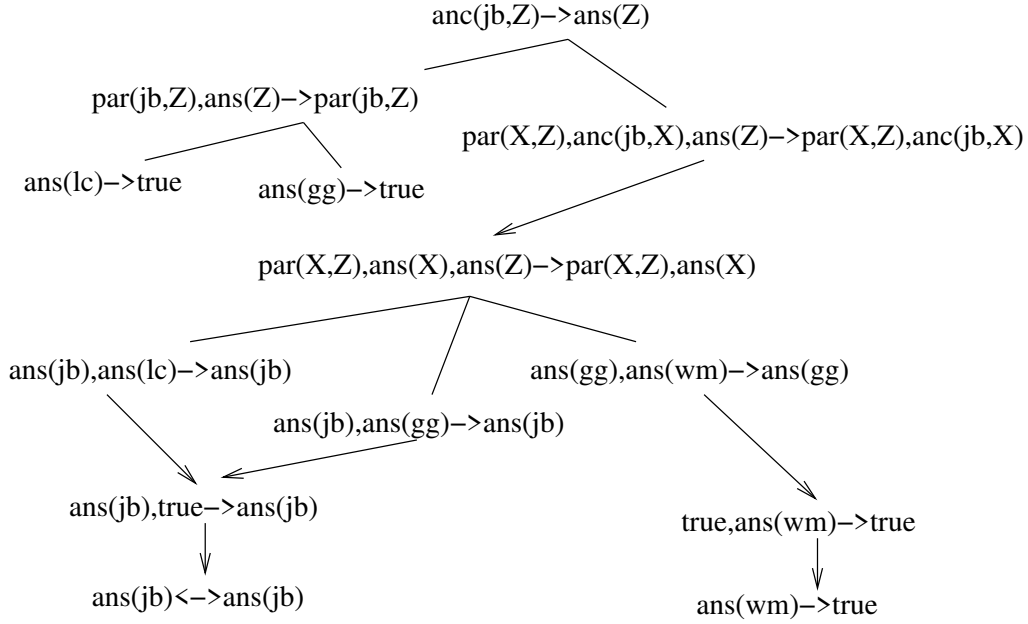 anc(jb,Z)−>ans(Z)
par(jb,Z),ans(Z)−>par(jb,Z)
par(X,Z),anc(jb,X),ans(Z)−>par(X,Z),anc(jb,X)
ans(lc)−>true
ans(gg)−>true
par(X,Z),ans(X),ans(Z)−>par(X,Z),ans(X)
ans(jb),ans(lc)−>ans(jb)
ans(gg),ans(wm)−>ans(gg)
ans(jb),ans(gg)−>ans(jb)
ans(jb),true−>ans(jb)
true,ans(wm)−>true
ans(jb)<−>ans(jb)
ans(wm)−>true